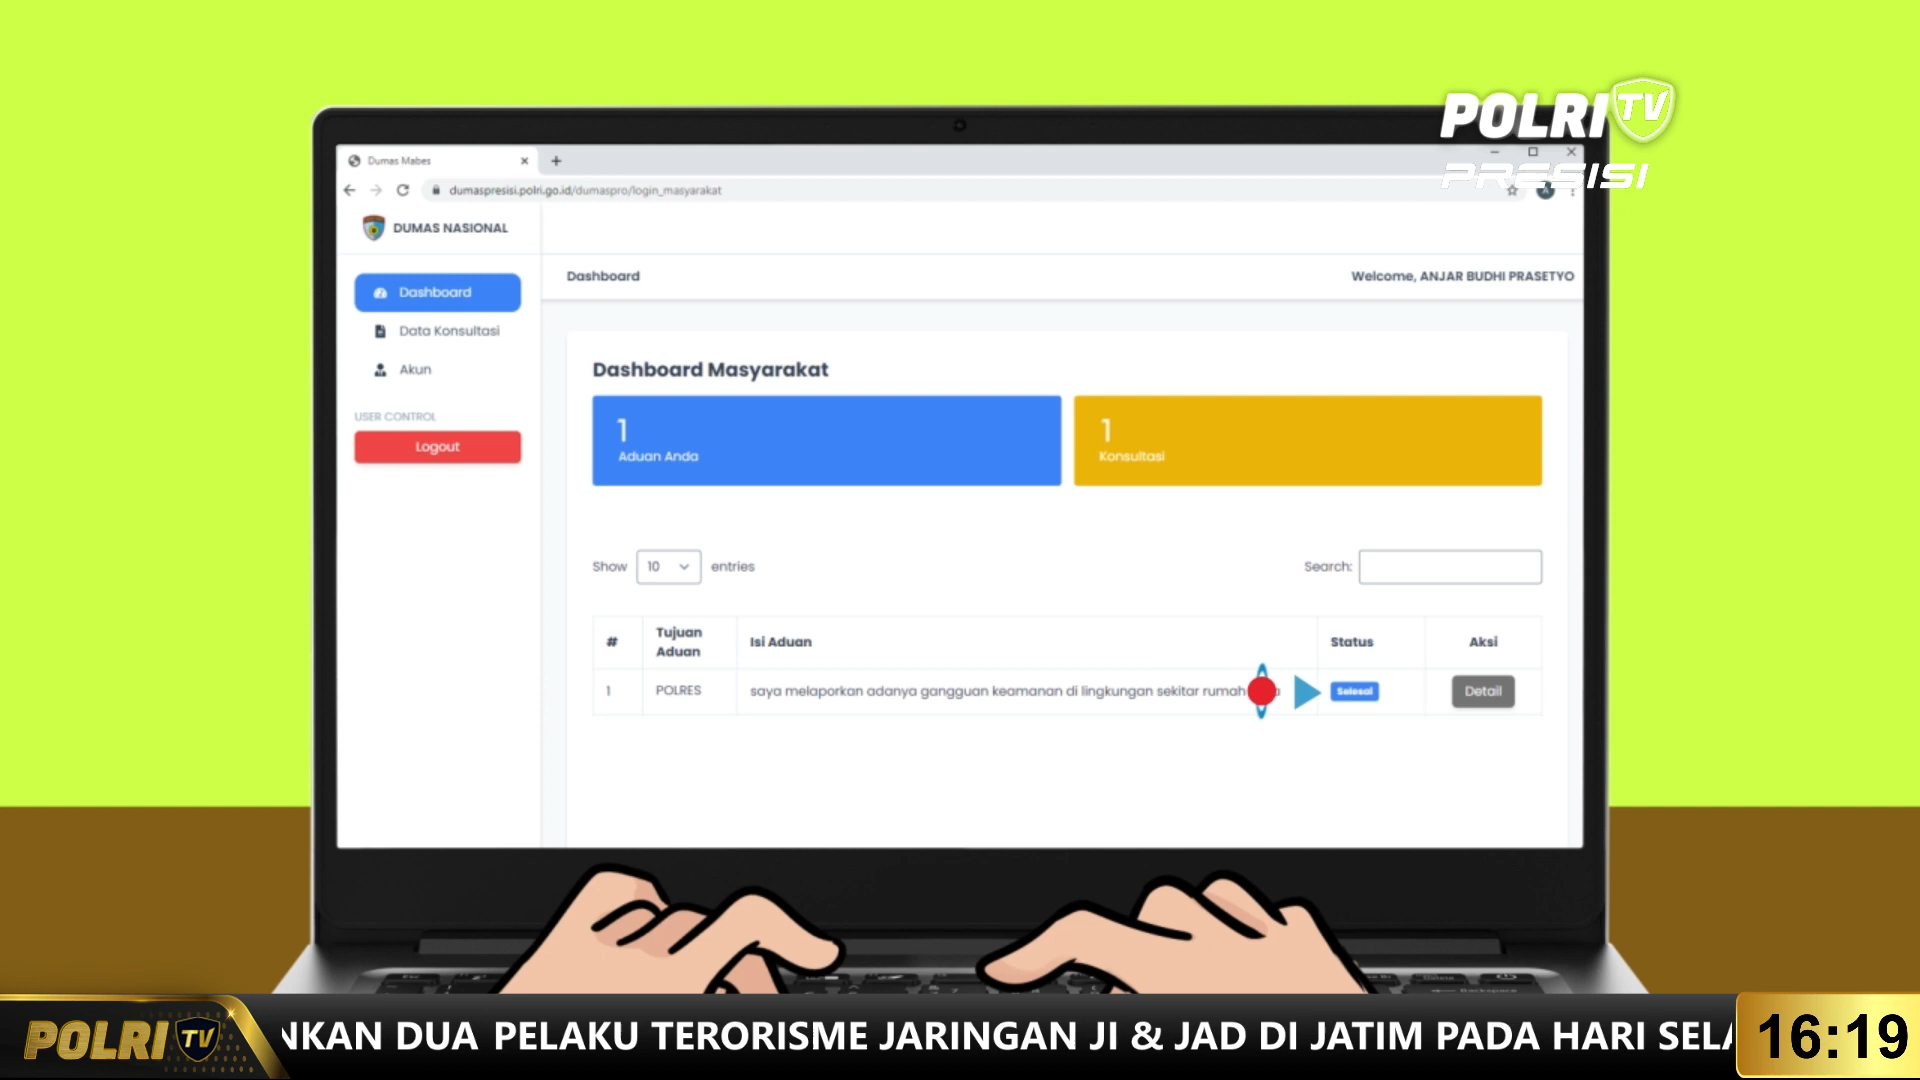 POLRI TV
PRESISI
Dumas Mabes
dumaspresisi.polri.go.id/dumaspro/login_masyarakat
DUMAS NASIONAL
Dashboard
Data Konsultasi
Akun
USER CONTROL
Logout
Dashboard
Welcome, ANJAR BUDHI PRASETYO
Dashboard Masyarakat
1
Aduan Anda
1
Konsultasi
Show 10 entries
Search:
# Tujuan Aduan Isi Aduan Status Aksi
1 POLRES saya melaporkan adanya gangguan keamanan di lingkungan sekitar rumah Selesai Detail
POLRI TV
NKAN DUA PELAKU TERORISME JARINGAN JI & JAD DI JATIM PADA HARI SELA
16:19